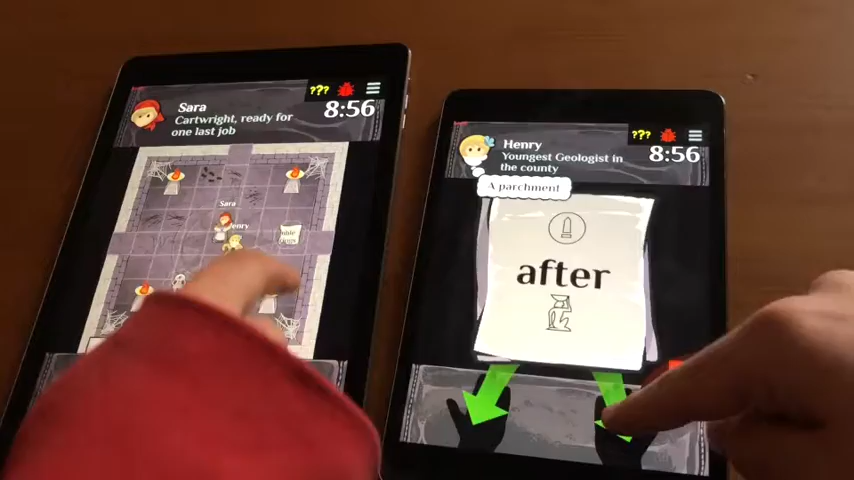 ???
Sara
8:56
Cartwright, ready for
one last job
Sara
???
Henry
8:56
Youngest Geologist in
the county
A parchment
after